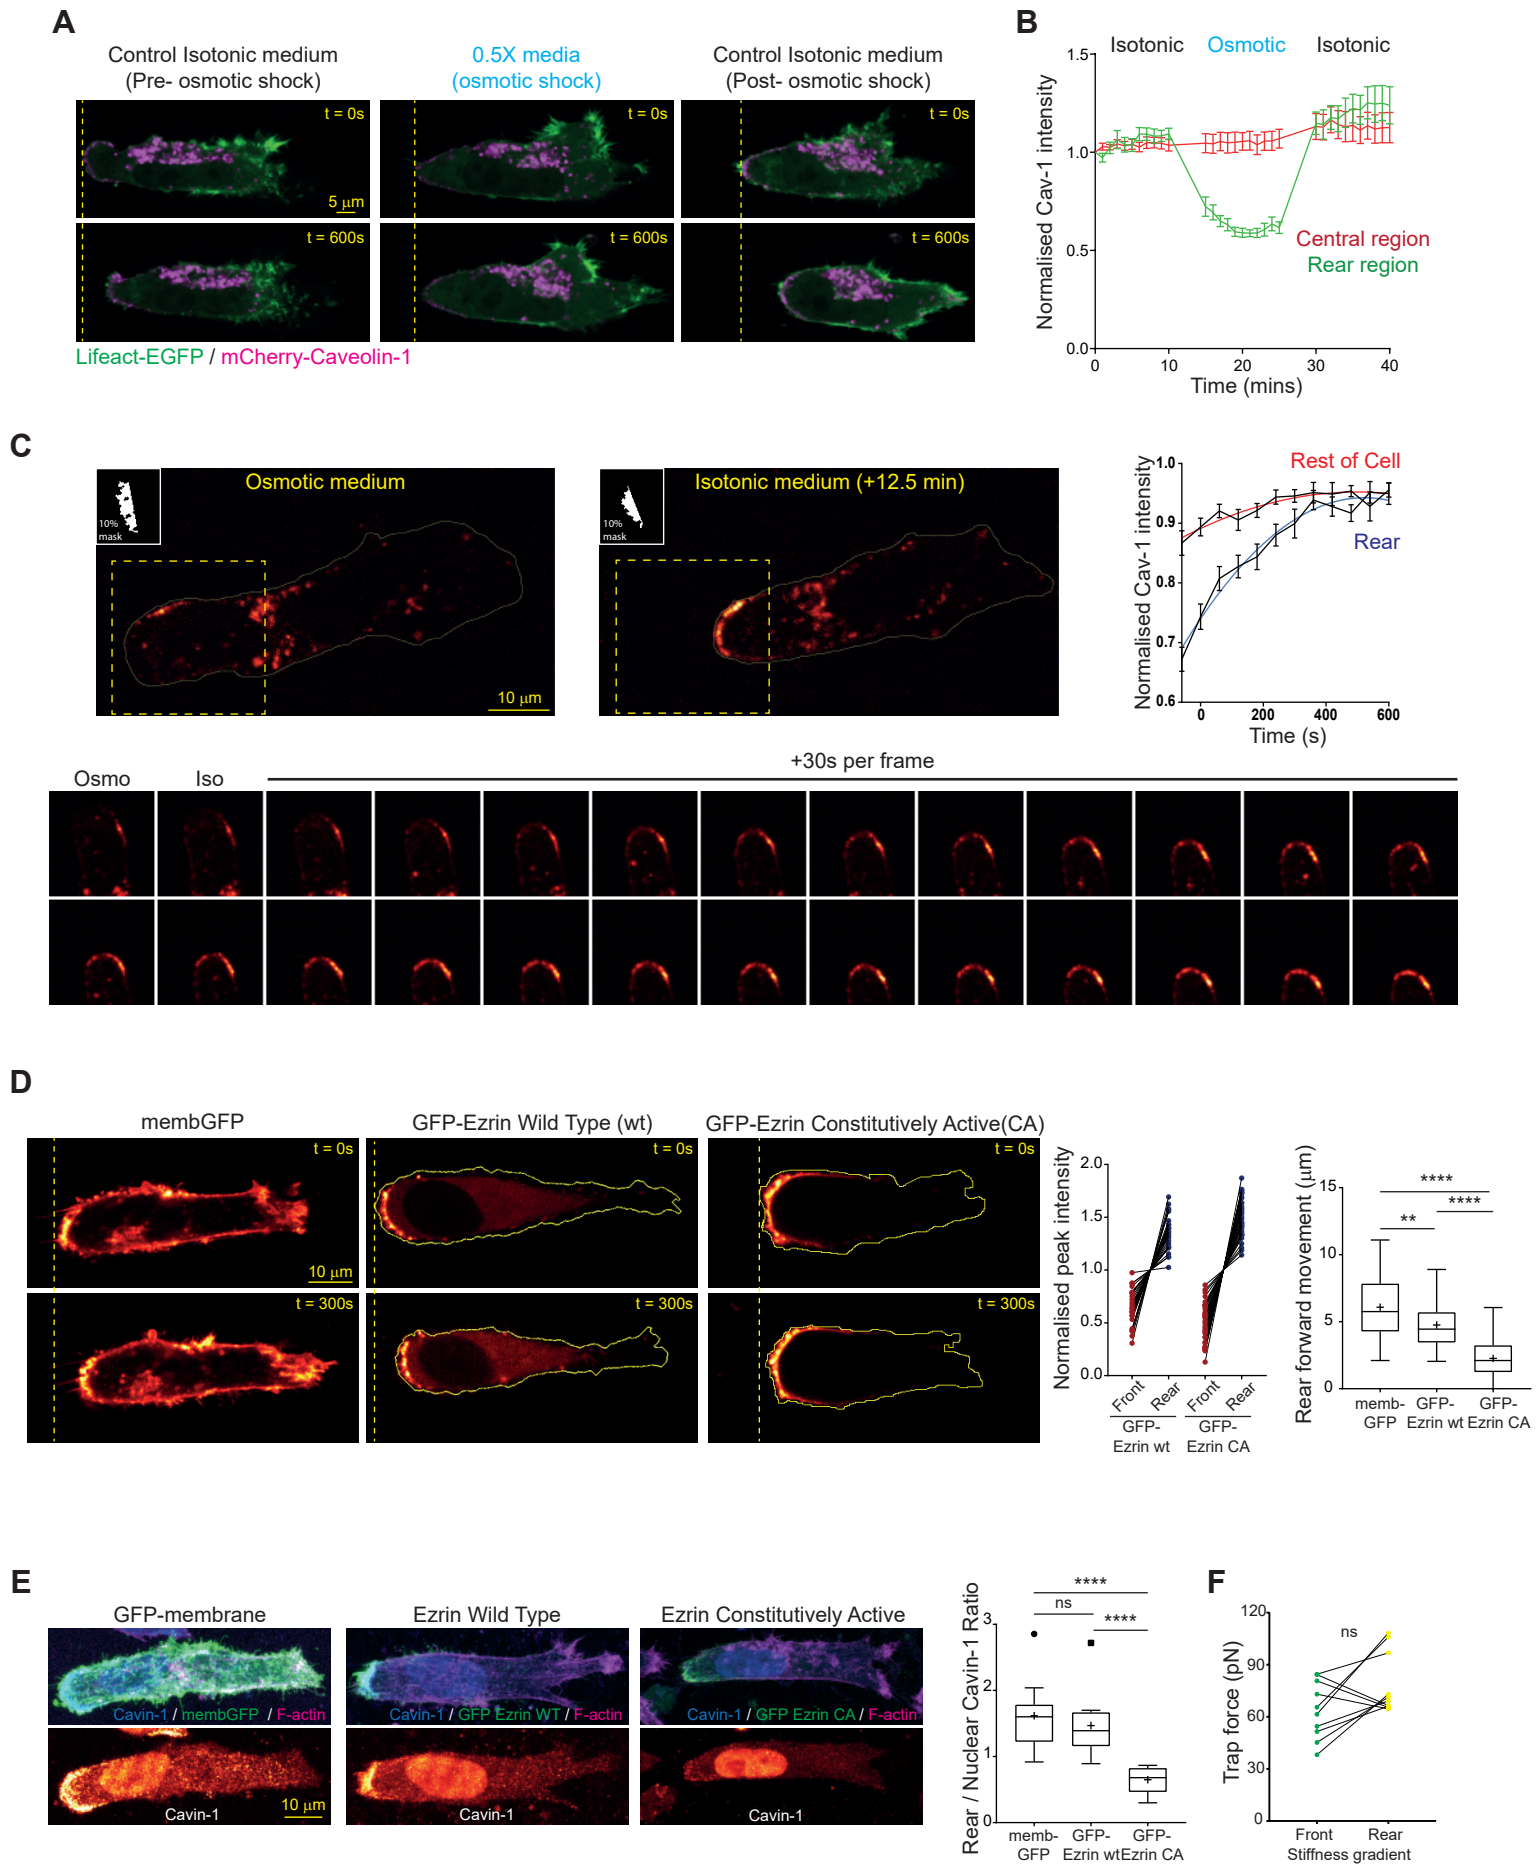 A
Control Isotonic medium
(Pre- osmotic shock)
0.5X media
(osmotic shock)
Control Isotonic medium
(Post- osmotic shock)
t = 0s
t = 0s
t = 0s
5 μm
t = 600s
t = 600s
t = 600s
Lifeact-EGFP / mCherry-Caveolin-1
B
Isotonic Osmotic Isotonic
Normalised Cav-1 intensity
1.5
1.0
0.5
0.0
0 10 20 30 40
Time (mins)
Central region
Rear region
C
Osmotic medium
10%
mask
10 μm
Isotonic medium (+12.5 min)
10%
mask
Normalised Cav-1 intensity
1.0
0.9
0.8
0.7
0.6
0 200 400 600
Time (s)
Rest of Cell
Rear
Osmo Iso +30s per frame
D
membGFP
GFP-Ezrin Wild Type (wt)
GFP-Ezrin Constitutively Active(CA)
t = 0s
t = 0s
t = 0s
10 μm
t = 300s
t = 300s
t = 300s
Normalised peak intensity
2.0
1.5
1.0
0.5
0.0
Front Rear Front Rear
GFP-
Ezrin wt
GFP-
Ezrin CA
Rear forward movement (μm)
15
10
5
0
****
****
**
memb-
GFP
GFP-
Ezrin wt
GFP-
Ezrin CA
E
GFP-membrane
Ezrin Wild Type
Ezrin Constitutively Active
Cavin-1 / membGFP / F-actin
Cavin-1 / GFP Ezrin WT / F-actin
Cavin-1 / GFP Ezrin CA / F-actin
Cavin-1
10 μm
Cavin-1
Cavin-1
Rear / Nuclear Cavin-1 Ratio
3
2
1
0
****
ns
****
memb-
GFP
GFP-
Ezrin wt
GFP-
Ezrin CA
F
Trap force (pN)
120
90
60
30
0
ns
Front Rear
Stiffness gradient